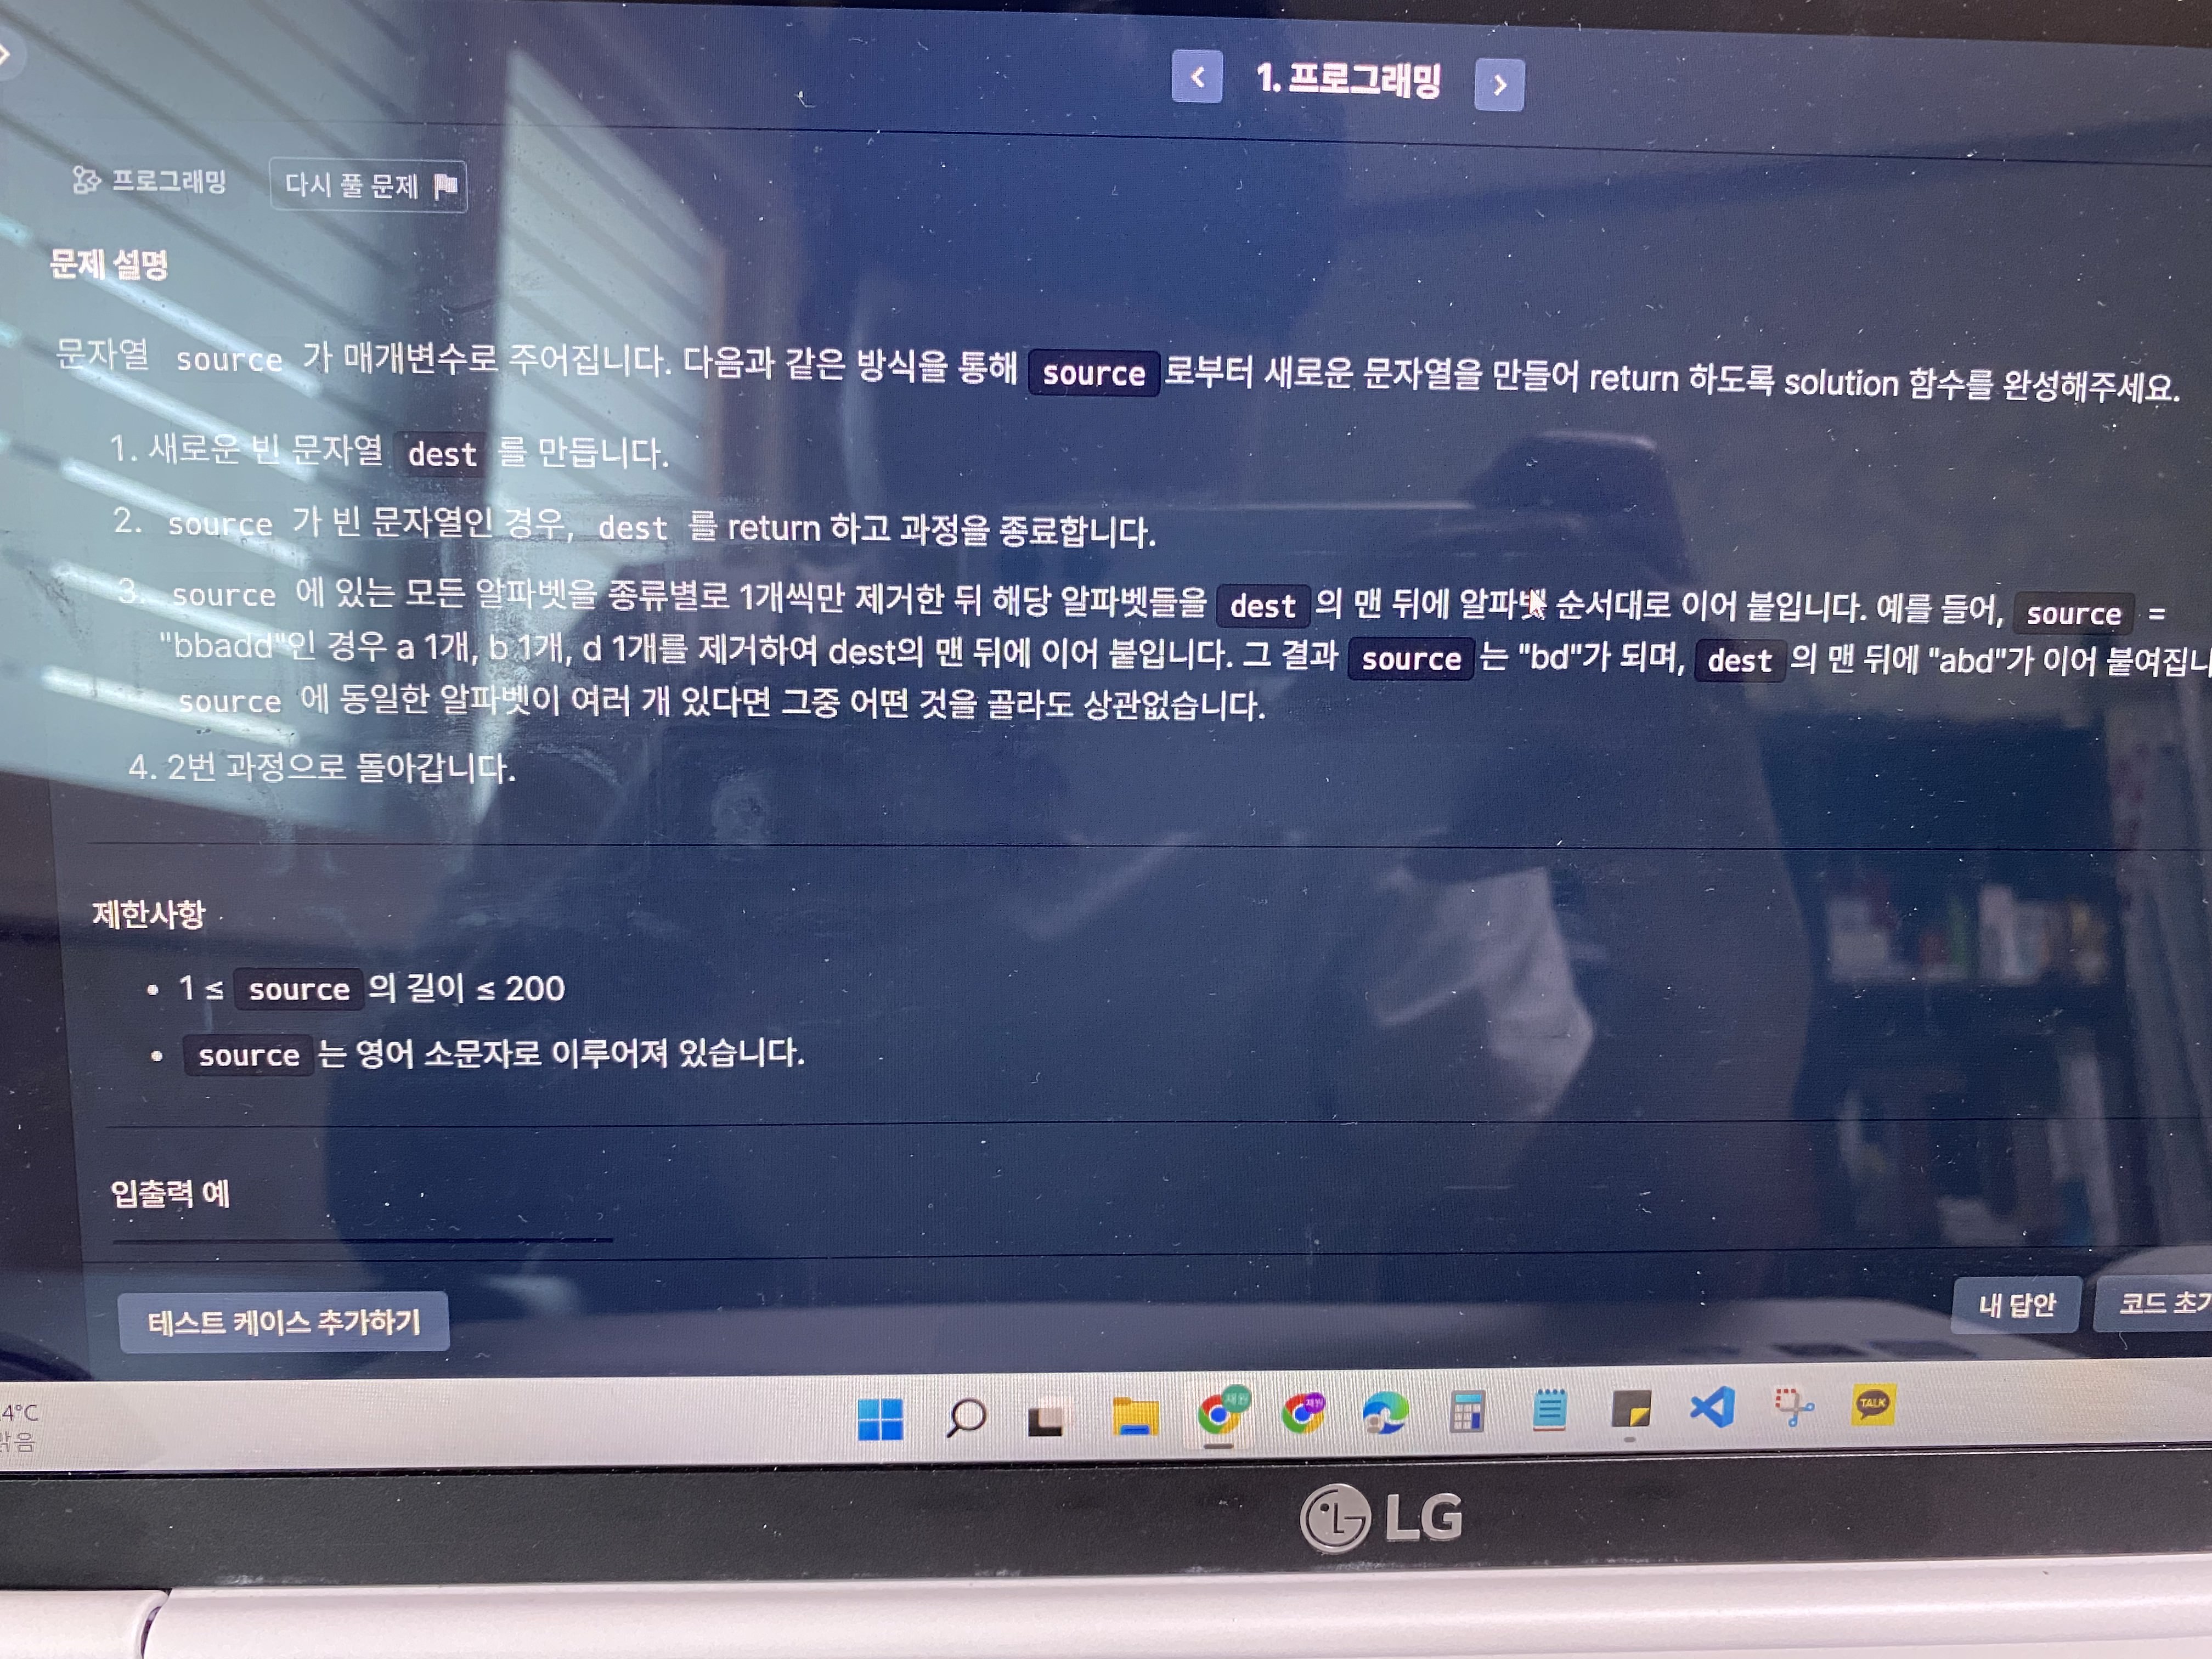 1. 프로그래밍
프로그래밍 다시 풀 문제
문제 설명
문자열 source 가 매개변수로 주어집니다. 다음과 같은 방식을 통해 source 로부터 새로운 문자열을 만들어 return 하도록 solution 함수를 완성해주세요.
1. 새로운 빈 문자열 dest 를 만듭니다.
2. source 가 빈 문자열인 경우, dest 를 return 하고 과정을 종료합니다.
3. source 에 있는 모든 알파벳을 종류별로 1개씩만 제거한 뒤 해당 알파벳들을 dest 의 맨 뒤에 알파벳 순서대로 이어 붙입니다. 예를 들어, source =
"bbadd"인 경우 a 1개, b 1개, d 1개를 제거하여 dest의 맨 뒤에 이어 붙입니다. 그 결과 source 는 "bd"가 되며, dest 의 맨 뒤에 "abd"가 이어 붙여집니
source 에 동일한 알파벳이 여러 개 있다면 그중 어떤 것을 골라도 상관없습니다.
4. 2번 과정으로 돌아갑니다.
제한사항
• 1 ≤ source 의 길이 ≤ 200
• source 는 영어 소문자로 이루어져 있습니다.
입출력 예
테스트 케이스 추가하기 내 답안 코드 초기
4°C
맑음
재원 재원 TALK
LG